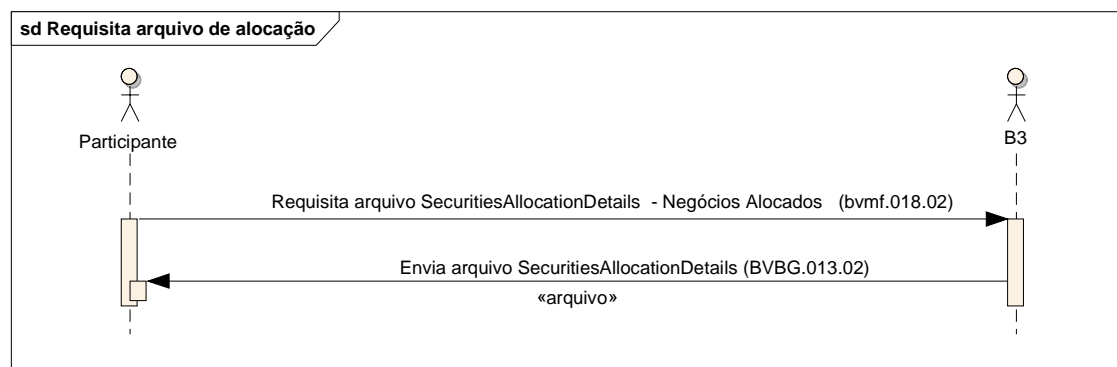 sd Requisita arquivo de alocação
Participante
B3
Requisita arquivo SecuritiesAllocationDetails - Negócios Alocados (bvmf.018.02)
Envia arquivo SecuritiesAllocationDetails (BVBG.013.02)
«arquivo»